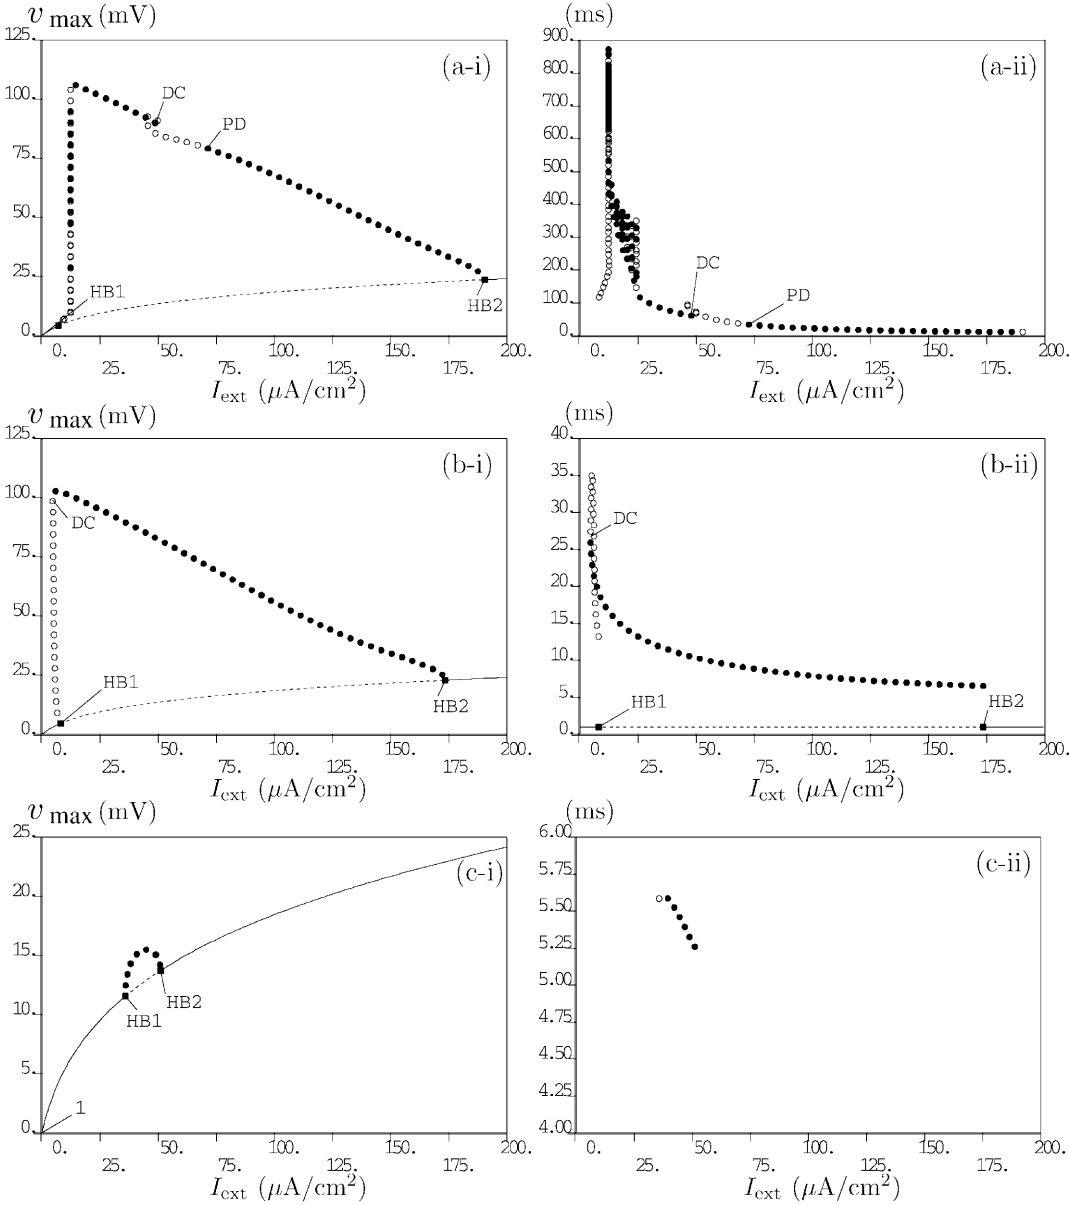 v max (mV)
125.
100.
75.
50.
25.
0.
(a-i)
DC
PD
HB1
HB2
0. 50. 100. 150. 200.
25. 75. 125. 175.
I ext (μA/cm²)
(ms)
900.
800.
700.
600.
500.
400.
300.
200.
100.
0.
(a-ii)
DC
PD
0. 50. 100. 150. 200.
25. 75. 125. 175.
I ext (μA/cm²)
v max (mV)
125.
100.
75.
50.
25.
0.
(b-i)
DC
HB1
HB2
0. 50. 100. 150. 200.
25. 75. 125. 175.
I ext (μA/cm²)
(ms)
40.
35.
30.
25.
20.
15.
10.
5.
0.
(b-ii)
DC
HB1
HB2
0. 50. 100. 150. 200.
25. 75. 125. 175.
I ext (μA/cm²)
v max (mV)
25.
20.
15.
10.
5.
0.
(c-i)
HB2
HB1
1
0. 50. 100. 150. 200.
25. 75. 125. 175.
I ext (μA/cm²)
(ms)
6.00
5.75
5.50
5.25
5.00
4.75
4.50
4.25
4.00
(c-ii)
0. 50. 100. 150. 200.
25. 75. 125. 175.
I ext (μA/cm²)